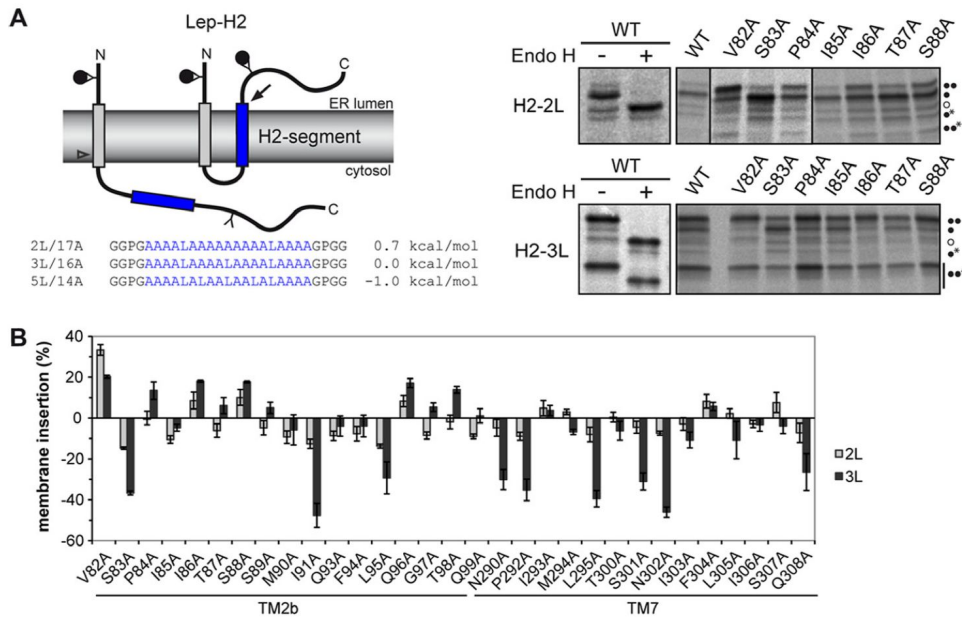 A
Lep-H2
N
N
C
ER lumen
H2-segment
cytosol
C
2L/17A GGPGAAAALAAAAAAAAALAAAAGPGG 0.7 kcal/mol
3L/16A GGPGAAAALAAAALAAAALAAAAGPGG 0.0 kcal/mol
5L/14A GGPGAAAALALAALAALALAAAAGPGG -1.0 kcal/mol
WT
Endo H - +
WT V82A S83A P84A I85A I86A T87A S88A
H2-2L
WT
Endo H - +
WT V82A S83A P84A I85A I86A T87A S88A
H2-3L
B
membrane insertion (%)
40
20
0
-20
-40
-60
2L
3L
V82A S83A P84A I85A I86A T87A S88A S89A M90A I91A Q93A F94A L95A Q96A G97A T98A Q99A N290A P292A I293A M294A L295A T300A S301A N302A I303A F304A L305A I306A S307A Q308A
TM2b TM7